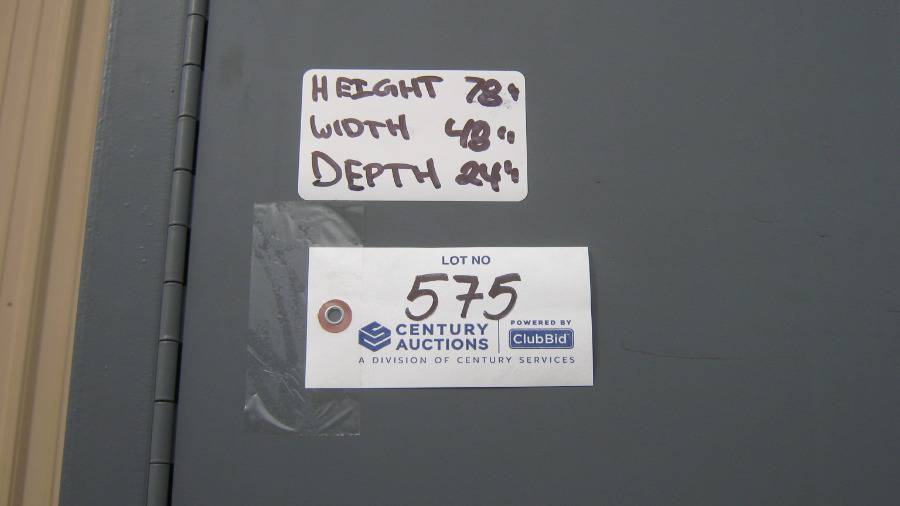 HEIGHT 78"
WIDTH 48"
DEPTH 24"
LOT NO
575
CENTURY AUCTIONS
POWERED BY
ClubBid
A DIVISION OF CENTURY SERVICES